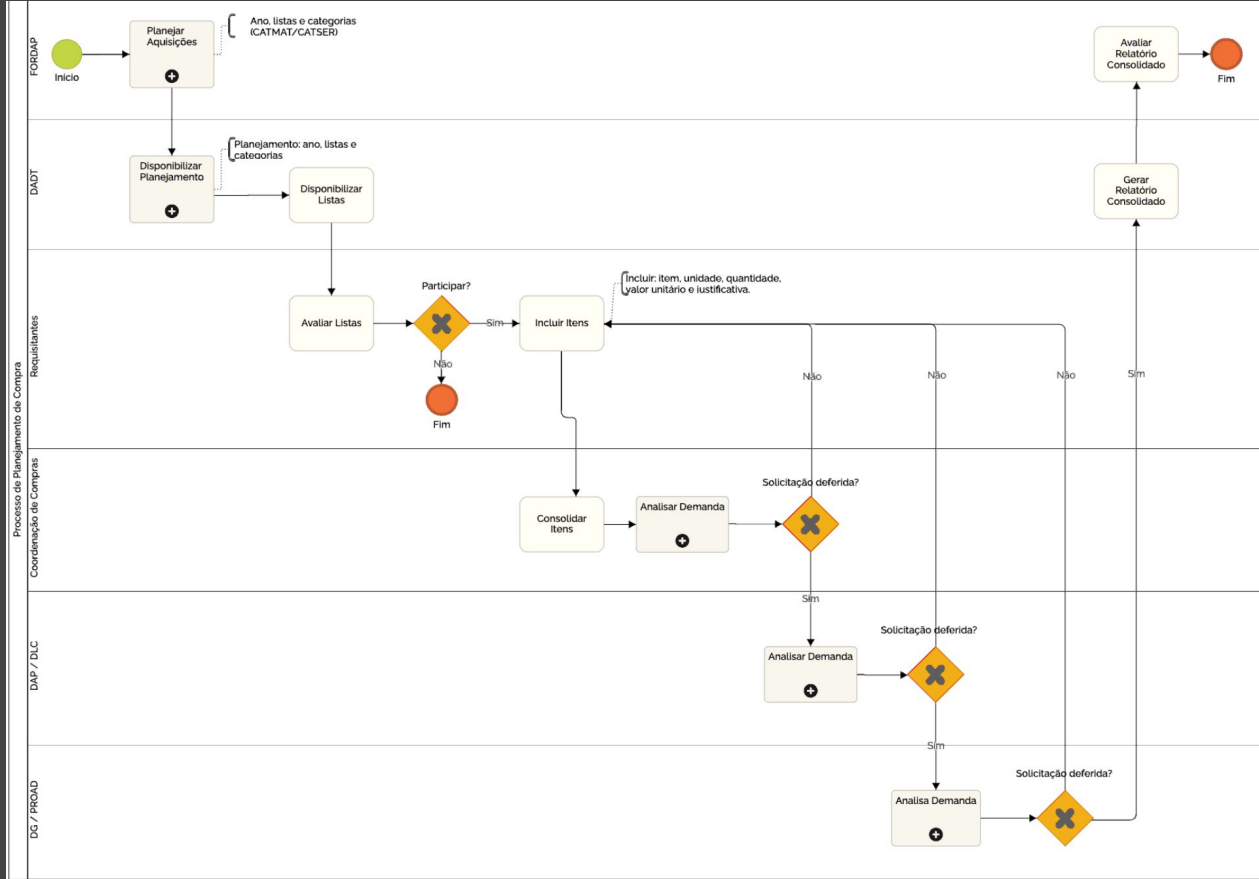 Processo de Planejamento de Compra
FORDAP
Início
Planejar
Aquisições
Ano, listas e categorias
(CATMAT/CATSER)
Avaliar
Relatório
Consolidado
Fim
DADT
Disponibilizar
Planejamento
Planejamento: ano, listas e
categorias
Disponibilizar
Listas
Gerar
Relatório
Consolidado
Requisitantes
Avaliar Listas
Participar?
Sim
Não
Fim
Incluir Itens
Incluir: item, unidade, quantidade,
valor unitário e justificativa.
Não
Não
Não
Sim
Coordenação de Compras
Consolidar
Itens
Analisar Demanda
Solicitação deferida?
Sim
DAP / DLC
Analisar Demanda
Solicitação deferida?
Sim
DG / PROAD
Analisa Demanda
Solicitação deferida?